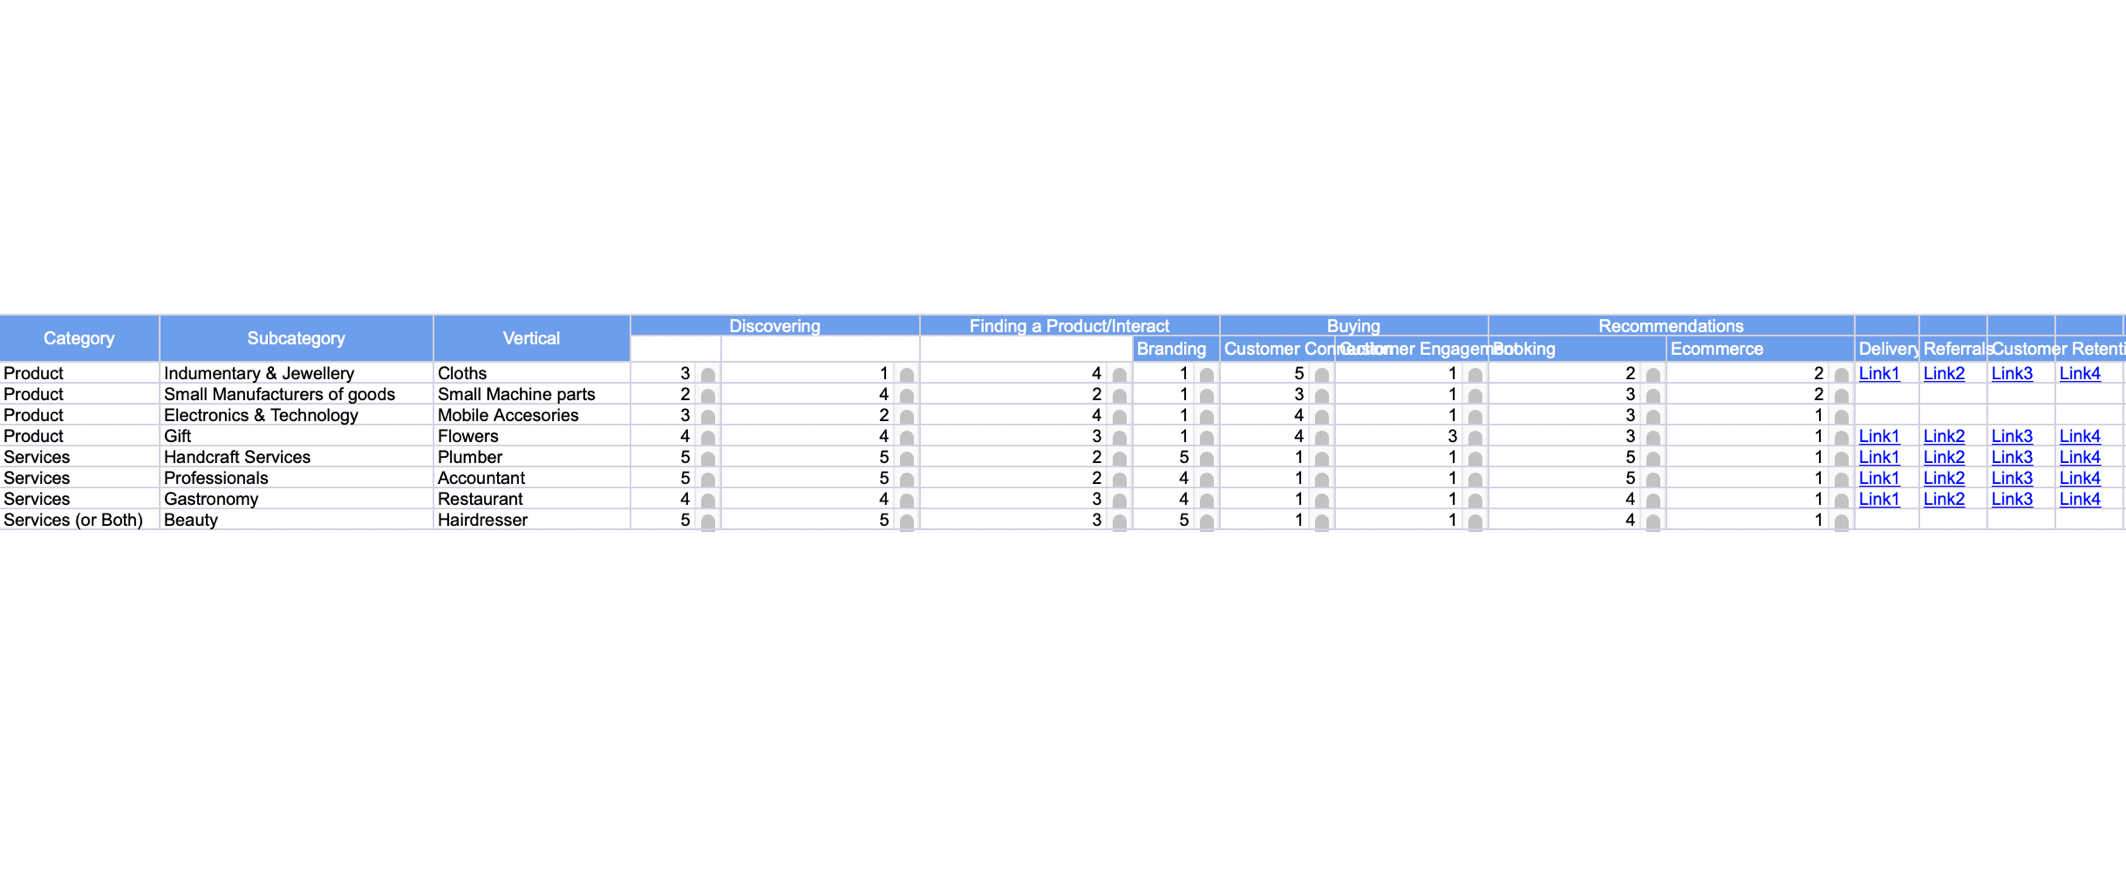 Category Subcategory Vertical Discovering Finding a Product/Interact Buying Recommendations
Branding Customer Connection Customer Engagement Booking Ecommerce Delivery Referrals Customer Retenti
Product Indumentary & Jewellery Cloths 3 1 4 1 5 1 2 2 Link1 Link2 Link3 Link4
Product Small Manufacturers of goods Small Machine parts 2 4 2 1 3 1 3 2
Product Electronics & Technology Mobile Accesories 3 2 4 1 4 1 3 1
Product Gift Flowers 4 4 3 1 4 3 3 1 Link1 Link2 Link3 Link4
Services Handcraft Services Plumber 5 5 2 5 1 1 5 1 Link1 Link2 Link3 Link4
Services Professionals Accountant 5 5 2 4 1 1 5 1 Link1 Link2 Link3 Link4
Services Gastronomy Restaurant 4 4 3 4 1 1 4 1 Link1 Link2 Link3 Link4
Services (or Both) Beauty Hairdresser 5 5 3 5 1 1 4 1